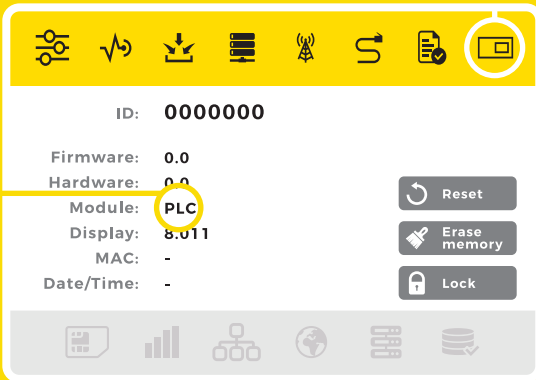 ID: 0000000
Firmware: 0.0
Hardware: 0.0
Module: PLC
Display: 8.011
MAC: -
Date/Time: -
Reset
Erase
memory
Lock